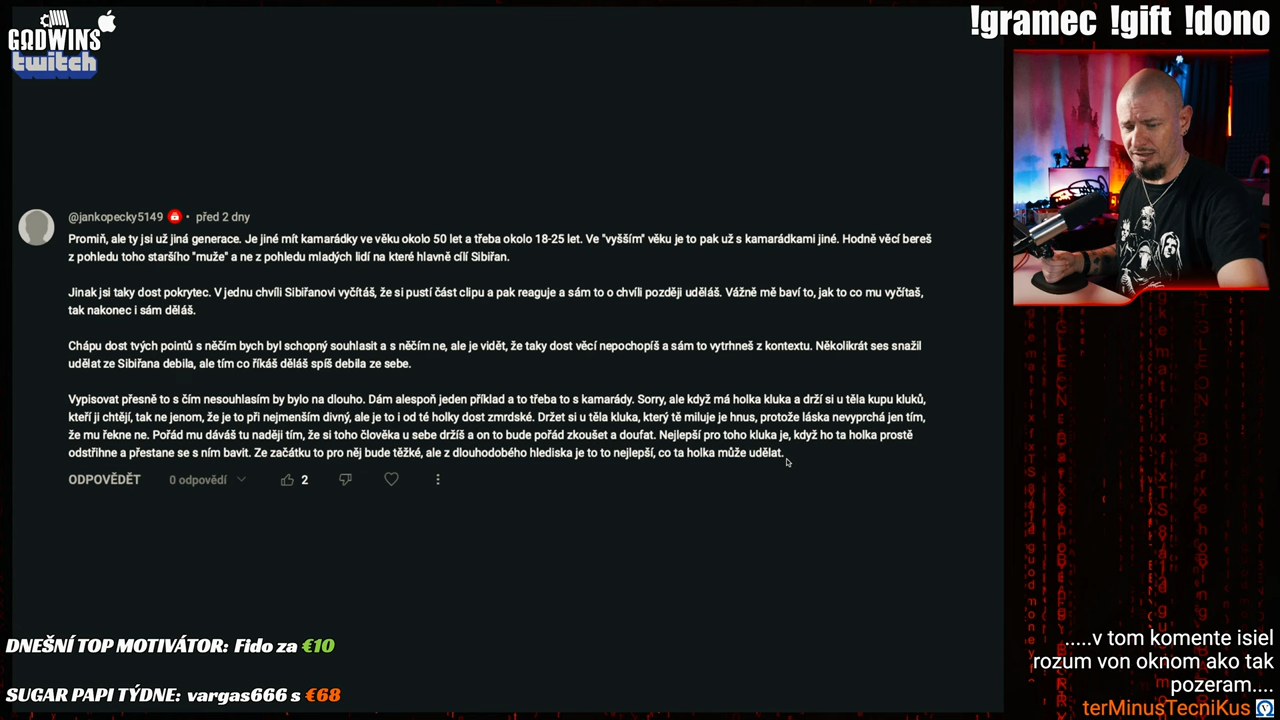 GODWINS
twitch
!gramec !gift !dono
@jankopecky5149 • před 2 dny
Promiň, ale ty jsi už jiná generace. Je jiné mít kamarádky ve věku okolo 50 let a třeba okolo 18-25 let. Ve "vyšším" věku je to pak už s kamarádkami jiné. Hodně věcí bereš
z pohledu toho staršího "muže" a ne z pohledu mladých lidí na které hlavně cílí Sibiřan.
Jinak jsi taky dost pokrytec. V jednu chvíli Sibiřanovi vyčítáš, že si pustí část clipu a pak reaguje a sám to o chvíli později uděláš. Vážně mě baví to, jak to co mu vyčítaš,
tak nakonec i sám děláš.
Chápu dost tvých pointů s něčím bych byl schopný souhlasit a s něčím ne, ale je vidět, že taky dost věcí nepochopíš a sám to vytrhneš z kontextu. Několikrát ses snažil
udělat ze Sibiřana debila, ale tím co říkáš děláš spíš debila ze sebe.
Vypisovat přesně to s čím nesouhlasím by bylo na dlouho. Dám alespoň jeden příklad a to třeba to s kamarády. Sorry, ale když má holka kluka a drží si u těla kupu kluků,
kteří ji chtějí, tak ne jenom, že je to při nejmenším divný, ale je to i od té holky dost zmrdské. Držet si u těla kluka, který tě miluje je hnus, protože láska nevyprchá jen tím,
že mu řekne ne. Pořád mu dáváš tu naději tím, že si toho člověka u sebe držíš a on to bude pořád zkoušet a doufat. Nejlepší pro toho kluka je, když ho ta holka prostě
odstřihne a přestane se s ním bavit. Ze začátku to pro něj bude těžké, ale z dlouhodobého hlediska je to to nejlepší, co ta holka může udělat.
ODPOVĚDĚT 0 odpovědí 2
DNEŠNÍ TOP MOTIVÁTOR: Fido za €10
SUGAR PAPI TÝDNE: vargas666 s €68
.....v tom komente isiel
rozum von oknom ako tak
pozeram....
terMinusTecniKus